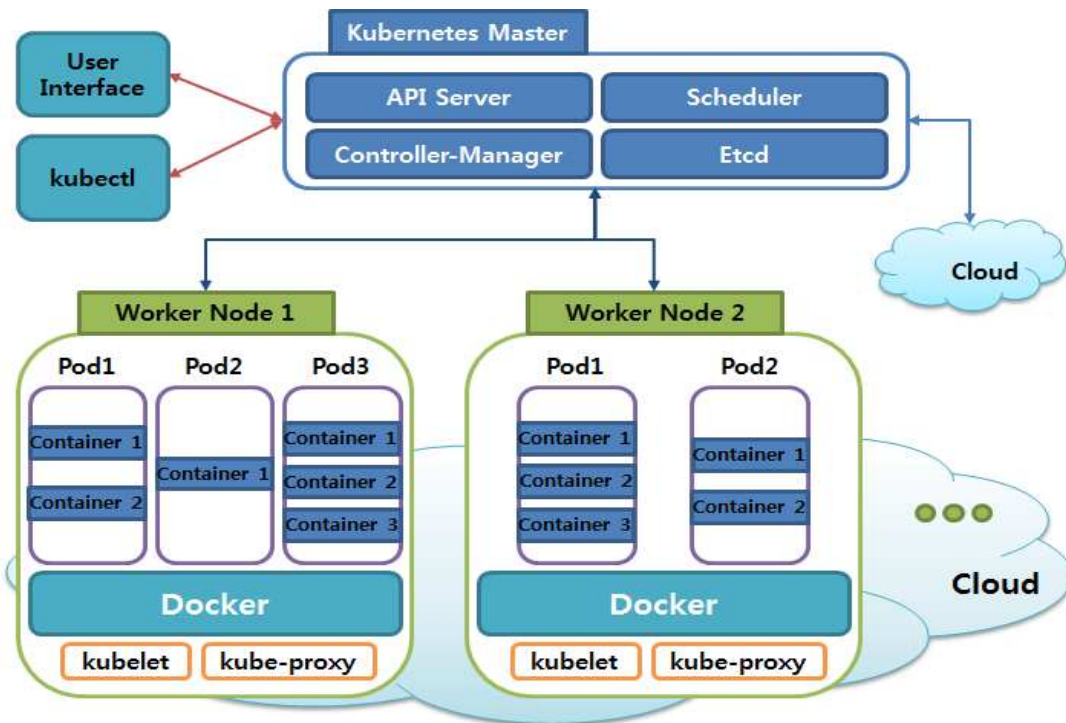 Kubernetes Master
User
Interface
API Server
Scheduler
kubectl
Controller-Manager
Etcd
Cloud
Worker Node 1
Worker Node 2
Pod1
Pod2
Pod3
Pod1
Pod2
Container 1
Container 2
Container 1
Container 1
Container 2
Container 3
Container 1
Container 2
Container 3
Container 1
Container 2
Docker
Docker
Cloud
kubelet
kube-proxy
kubelet
kube-proxy